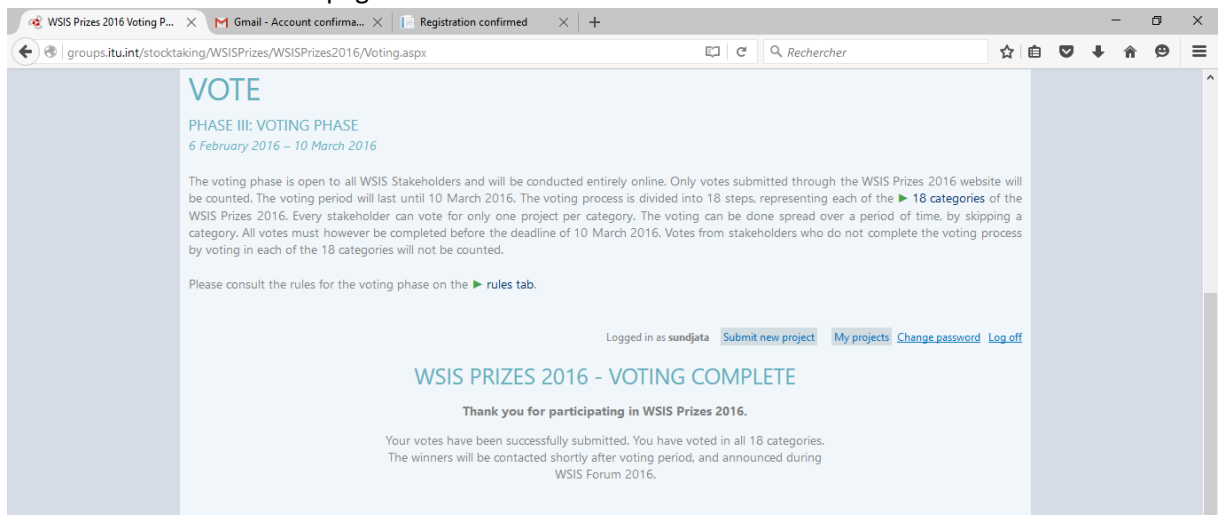 WSIS Prizes 2016 Voting P...
Gmail - Account confirma...
Registration confirmed
groups.itu.int/stocktaking/WSISPrizes/WSISPrizes2016/Voting.aspx
Rechercher
VOTE
PHASE III: VOTING PHASE
6 February 2016 – 10 March 2016
The voting phase is open to all WSIS Stakeholders and will be conducted entirely online. Only votes submitted through the WSIS Prizes 2016 website will
be counted. The voting period will last until 10 March 2016. The voting process is divided into 18 steps, representing each of the ► 18 categories of the
WSIS Prizes 2016. Every stakeholder can vote for only one project per category. The voting can be done spread over a period of time, by skipping a
category. All votes must however be completed before the deadline of 10 March 2016. Votes from stakeholders who do not complete the voting process
by voting in each of the 18 categories will not be counted.
Please consult the rules for the voting phase on the ► rules tab.
Logged in as sundjata Submit new project My projects Change password Log off
WSIS PRIZES 2016 - VOTING COMPLETE
Thank you for participating in WSIS Prizes 2016.
Your votes have been successfully submitted. You have voted in all 18 categories.
The winners will be contacted shortly after voting period, and announced during
WSIS Forum 2016.